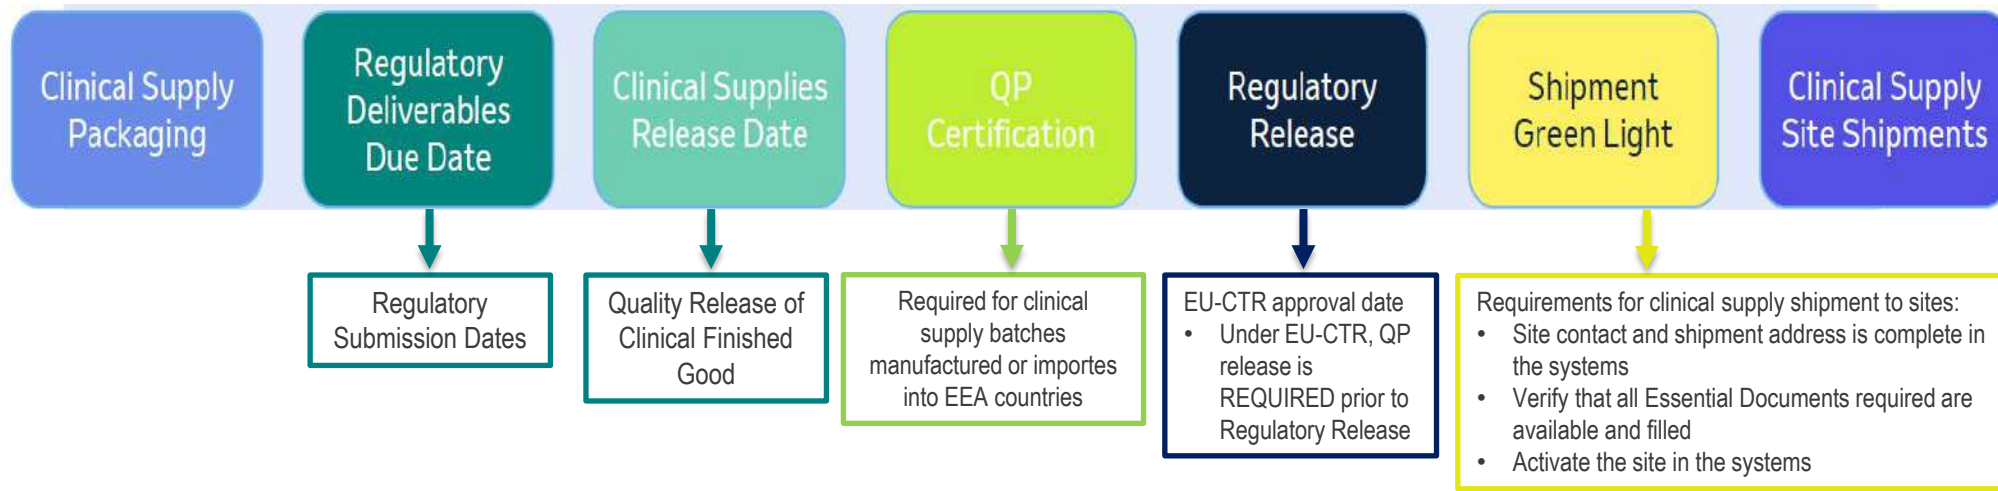 Clinical Supply
Packaging
Regulatory
Deliverables
Due Date
Clinical Supplies
Release Date
QP
Certification
Regulatory
Release
Shipment
Green Light
Clinical Supply
Site Shipments
Regulatory
Submission Dates
Quality Release of
Clinical Finished
Good
Required for clinical
supply batches
manufactured or importes
into EEA countries
EU-CTR approval date
• Under EU-CTR, QP
release is
REQUIRED prior to
Regulatory Release
Requirements for clinical supply shipment to sites:
• Site contact and shipment address is complete in
the systems
• Verify that all Essential Documents required are
available and filled
• Activate the site in the systems